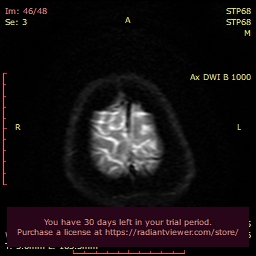 Im: 46/48
STP68
Se: 3
STP68
A
M
Ax DWI B 1000
R
L
You have 30 days left in your trial period.
Purchase a license at https://radiantviewer.com/store/